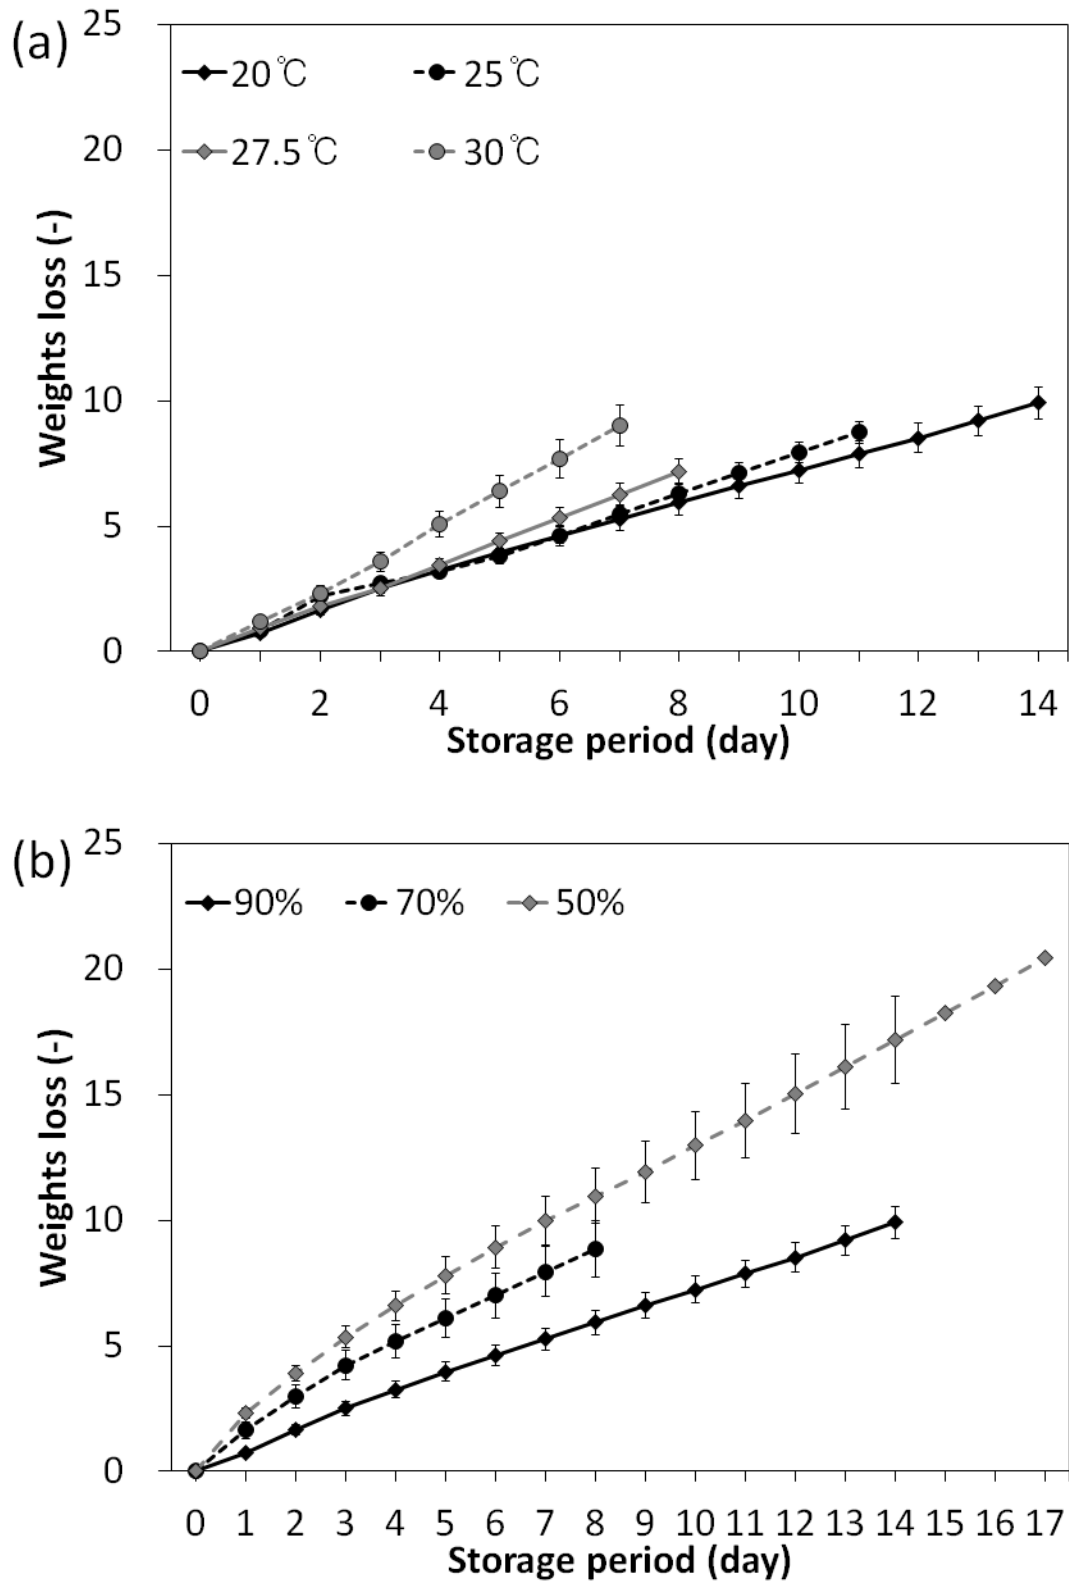 (a)
25
20
15
10
5
0
Weights loss (-)
20℃ 25℃
27.5℃ 30℃
0 2 4 6 8 10 12 14
Storage period (day)
(b)
25
20
15
10
5
0
Weights loss (-)
90% 70% 50%
0 1 2 3 4 5 6 7 8 9 10 11 12 13 14 15 16 17
Storage period (day)